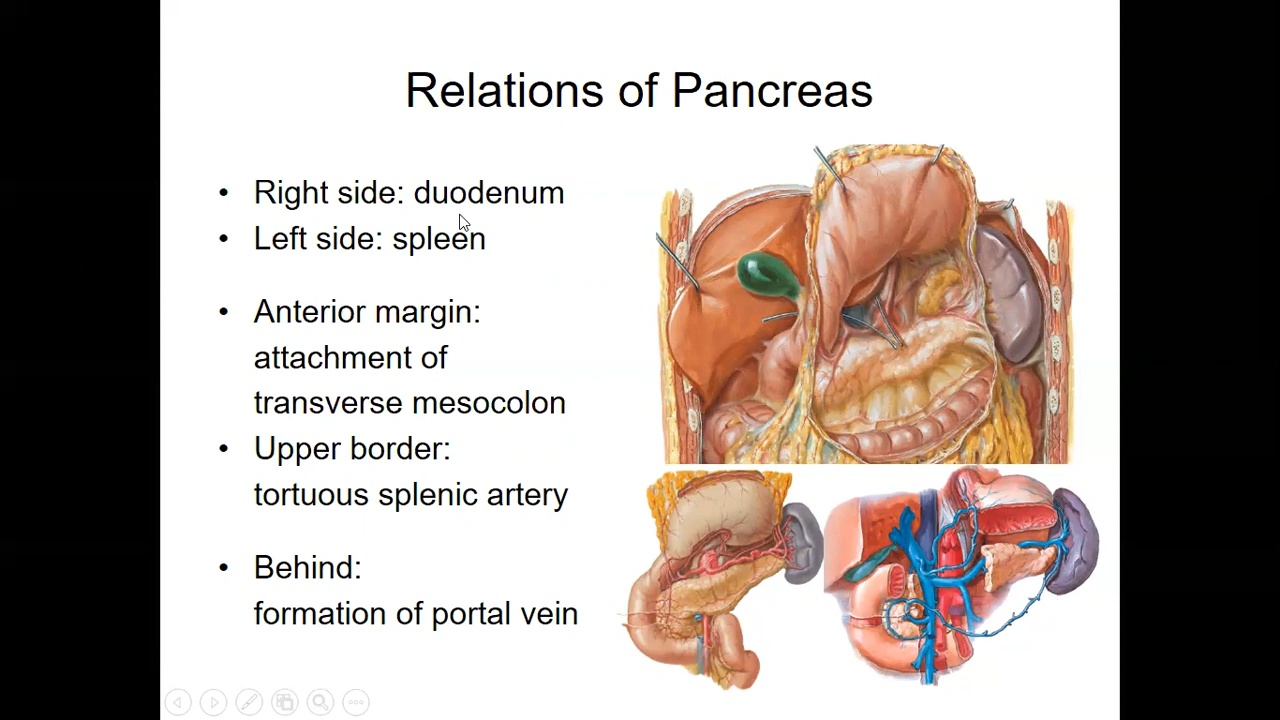 Relations of Pancreas
• Right side: duodenum
• Left side: spleen
• Anterior margin:
attachment of
transverse mesocolon
• Upper border:
tortuous splenic artery
• Behind:
formation of portal vein